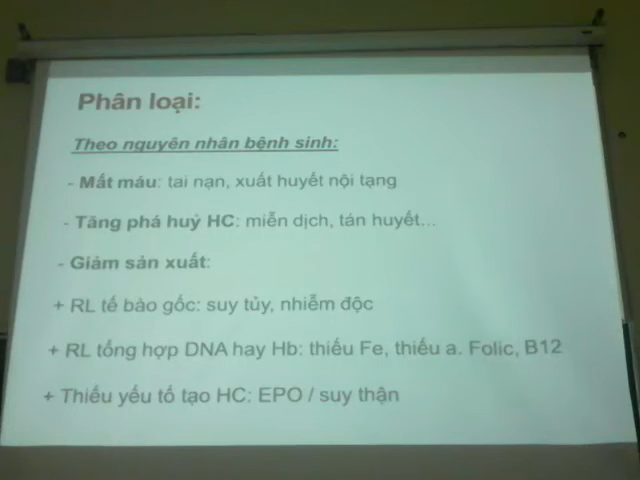 Phân loại:
Theo nguyên nhân bệnh sinh:
- Mất máu: tai nạn, xuất huyết nội tạng
- Tăng phá huỷ HC: miễn dịch, tán huyết...
- Giảm sản xuất:
+ RL tế bào gốc: suy tủy, nhiễm độc
+ RL tổng hợp DNA hay Hb: thiếu Fe, thiếu a. Folic, B12
+ Thiếu yếu tố tạo HC: EPO / suy thận